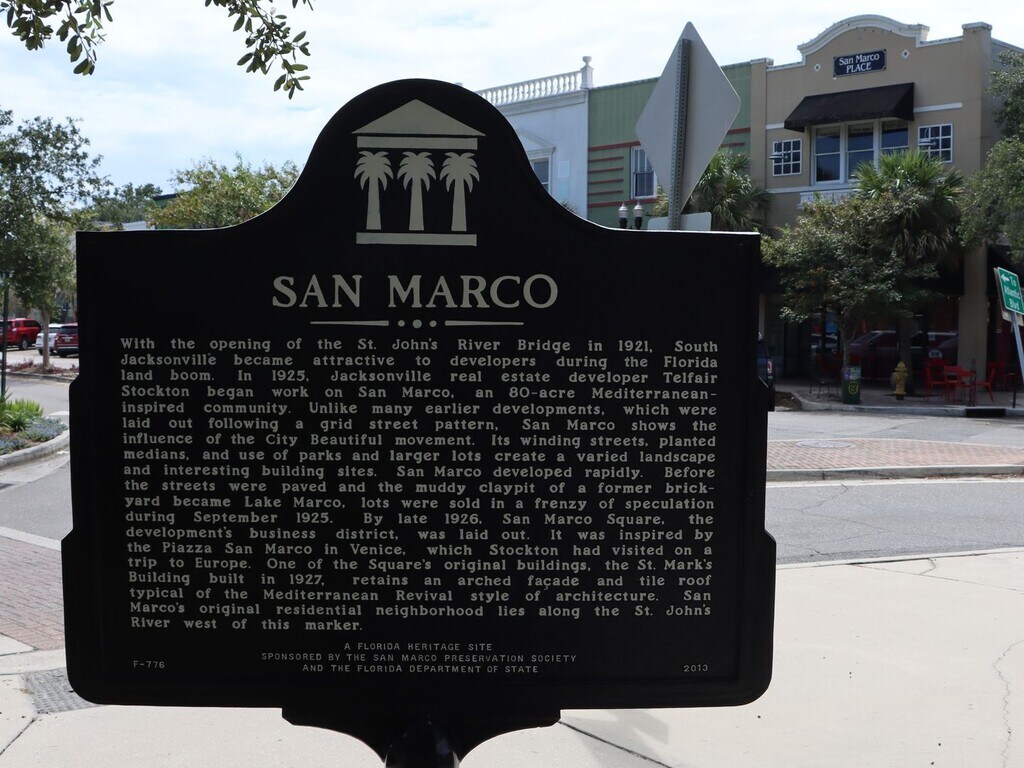 San Marco
PLACE
SAN MARCO
With the opening of the St. John's River Bridge in 1921, South
Jacksonville became attractive to developers during the Florida
land boom. In 1925, Jacksonville real estate developer Telfair
Stockton began work on San Marco, an 80-acre Mediterranean-
inspired community. Unlike many earlier developments, which were
laid out following a grid street pattern, San Marco shows the
influence of the City Beautiful movement. Its winding streets, planted
medians, and use of parks and larger lots create a varied landscape
and interesting building sites. San Marco developed rapidly. Before
the streets were paved and the muddy claypit of a former brick-
yard became Lake Marco, lots were sold in a frenzy of speculation
during September 1925. By late 1926, San Marco Square, the
development's business district, was laid out. It was inspired by
the Piazza San Marco in Venice, which Stockton had visited on a
trip to Europe. One of the Square's original buildings, the St. Mark's
Building built in 1927, retains an arched façade and tile roof
typical of the Mediterranean Revival style of architecture. San
Marco's original residential neighborhood lies along the St. John's
River west of this marker.
A FLORIDA HERITAGE SITE
SPONSORED BY THE SAN MARCO PRESERVATION SOCIETY
AND THE FLORIDA DEPARTMENT OF STATE
F-776
2013